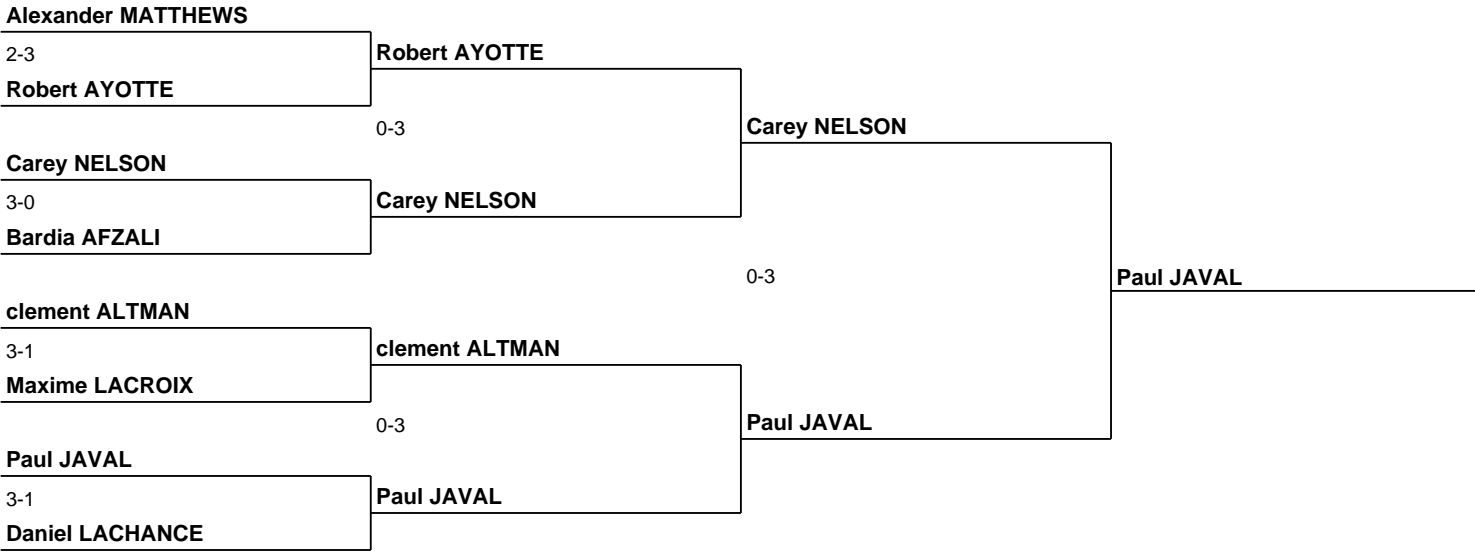 Alexander MATTHEWS
2-3
Robert AYOTTE
Robert AYOTTE
0-3
Carey NELSON
Carey NELSON
3-0
Carey NELSON
Bardia AFZALI
0-3
Paul JAVAL
clement ALTMAN
3-1
clement ALTMAN
Maxime LACROIX
0-3
Paul JAVAL
Paul JAVAL
3-1
Paul JAVAL
Daniel LACHANCE